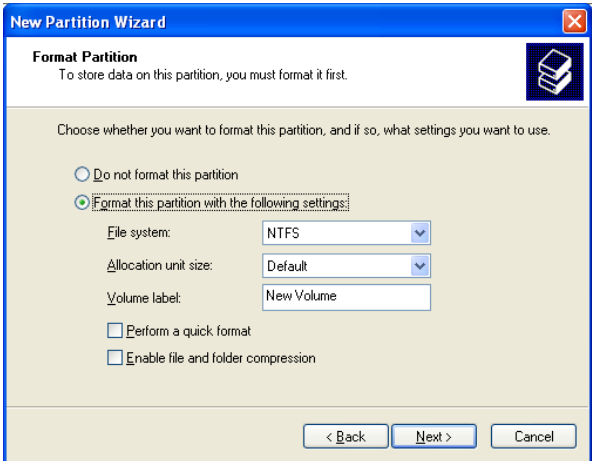 New Partition Wizard
Format Partition
To store data on this partition, you must format it first.
Choose whether you want to format this partition, and if so, what settings you want to use.
Do not format this partition
Format this partition with the following settings:
File system: NTFS
Allocation unit size: Default
Volume label: New Volume
Perform a quick format
Enable file and folder compression
< Back Next > Cancel